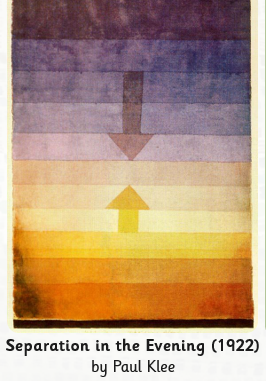 Separation in the Evening (1922)
by Paul Klee